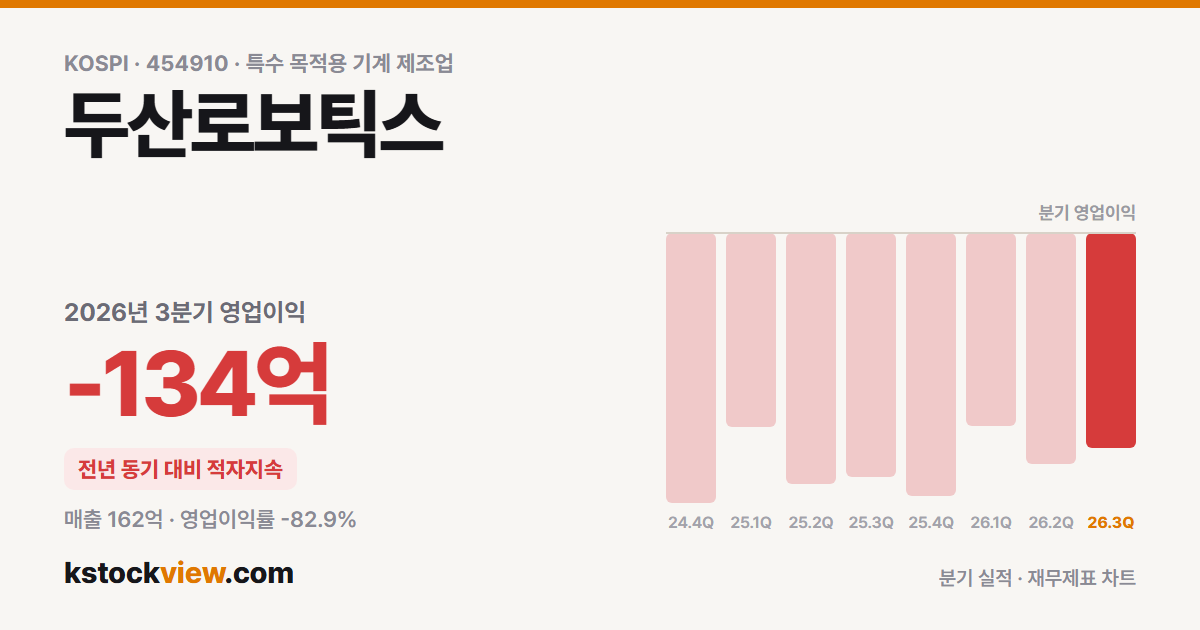 KOSPI · 454910 · 특수 목적용 기계 제조업
두산로보틱스
분기 영업이익
2026년 3분기 영업이익
-134억
전년 동기 대비 적자지속
매출 162억 · 영업이익률 -82.9%
24.4Q 25.1Q 25.2Q 25.3Q 25.4Q 26.1Q 26.2Q 26.3Q
kstockview.com
분기 실적 · 재무제표 차트